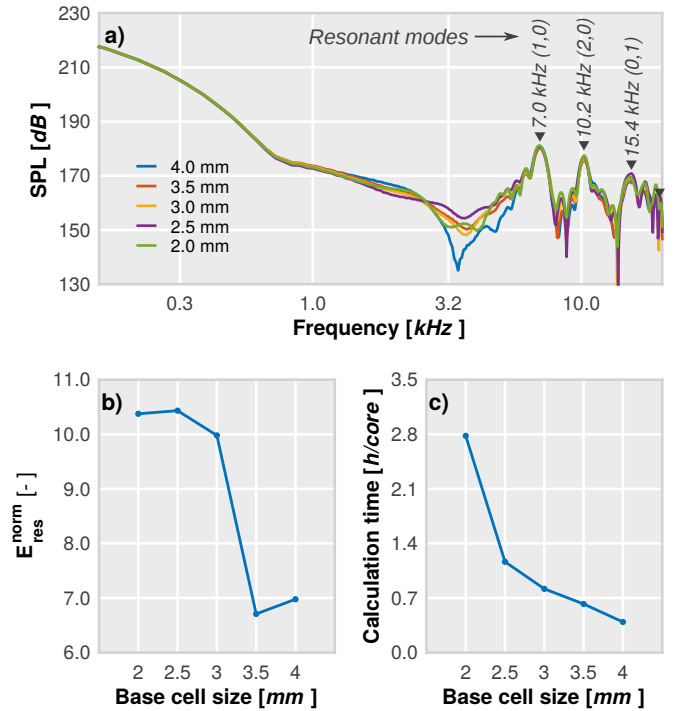 a)
Resonant modes
7.0 kHz (1,0)
10.2 kHz (2,0)
15.4 kHz (0,1)
SPL [dB]
230
210
190
170
150
130
4.0 mm
3.5 mm
3.0 mm
2.5 mm
2.0 mm
0.3 1.0 3.2 10.0
Frequency [kHz ]
b)
E_res^norm [-]
11.0
10.0
9.0
8.0
7.0
6.0
2 2.5 3 3.5 4
Base cell size [mm ]
c)
Calculation time [h/core]
3.5
2.8
2.1
1.4
0.7
0.0
2 2.5 3 3.5 4
Base cell size [mm ]